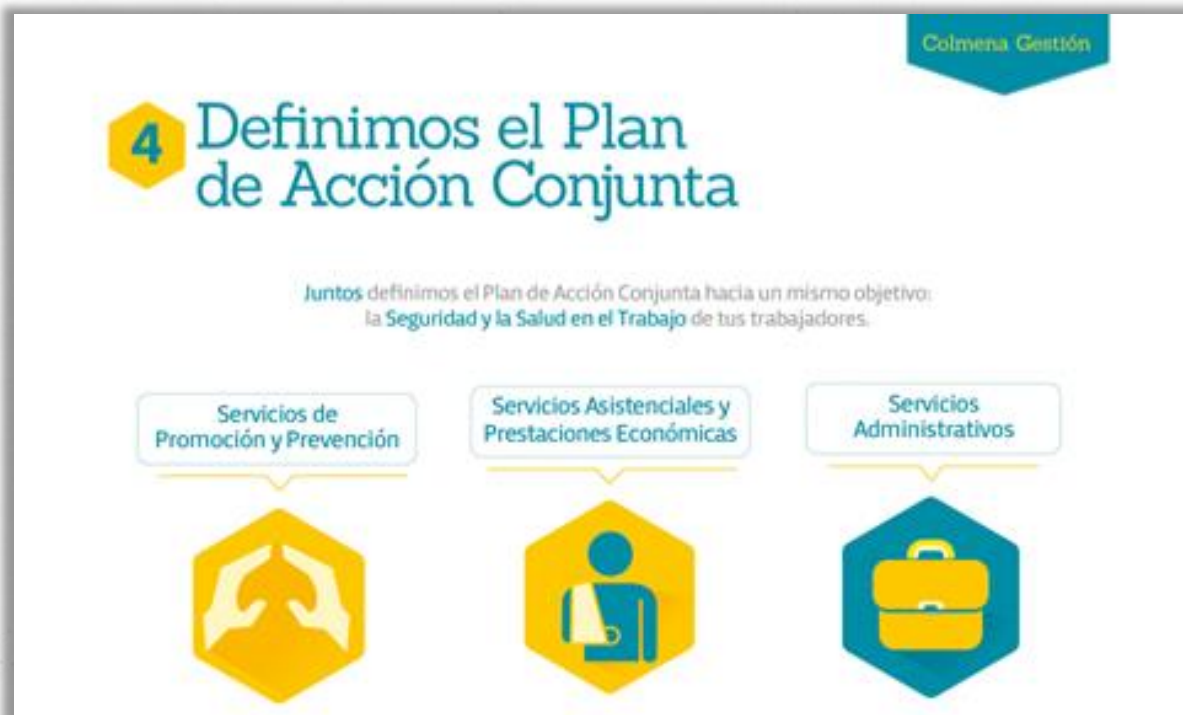 Colmena Gestión
4 Definimos el Plan
de Acción Conjunta
Juntos definimos el Plan de Acción Conjunta hacia un mismo objetivo:
la Seguridad y la Salud en el Trabajo de tus trabajadores.
Servicios de
Promoción y Prevención
Servicios Asistenciales y
Prestaciones Económicas
Servicios
Administrativos